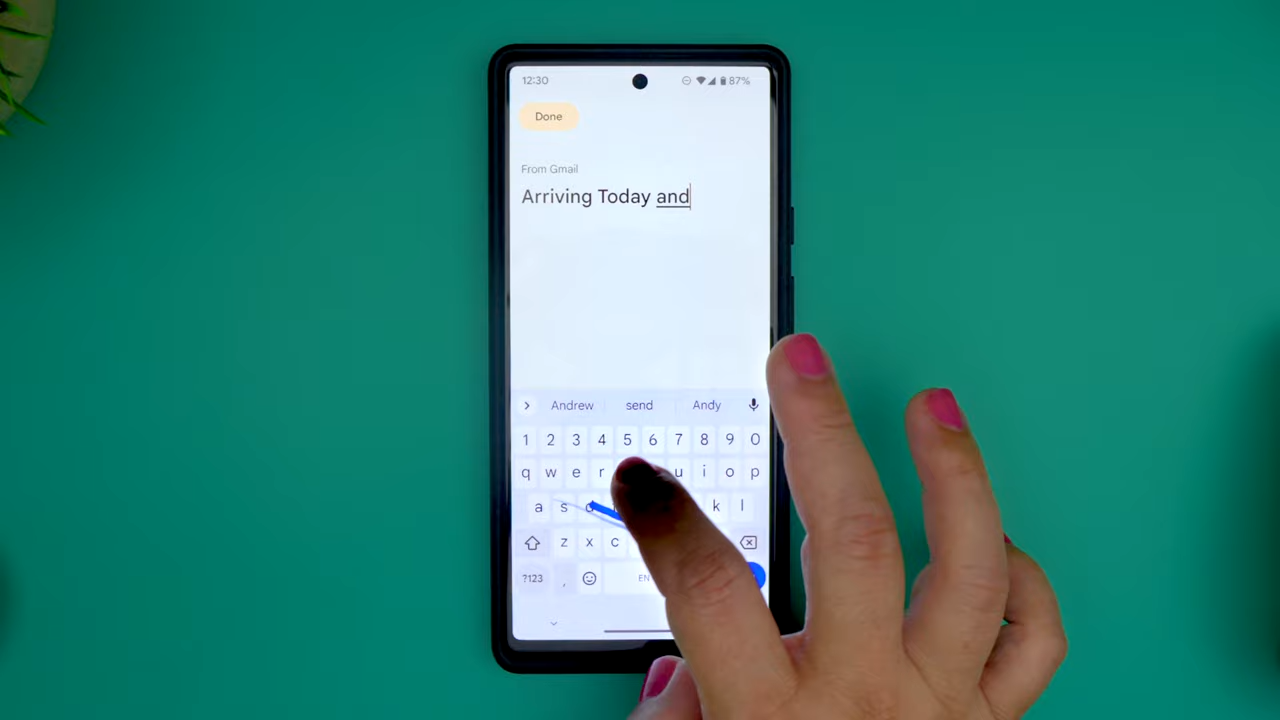 12:30 87%
Done
From Gmail
Arriving Today and
Andrew send Andy
1 2 3 4 5 6 7 8 9 0
q w e r u i o p
a s d k l
z x c
?123 , EN